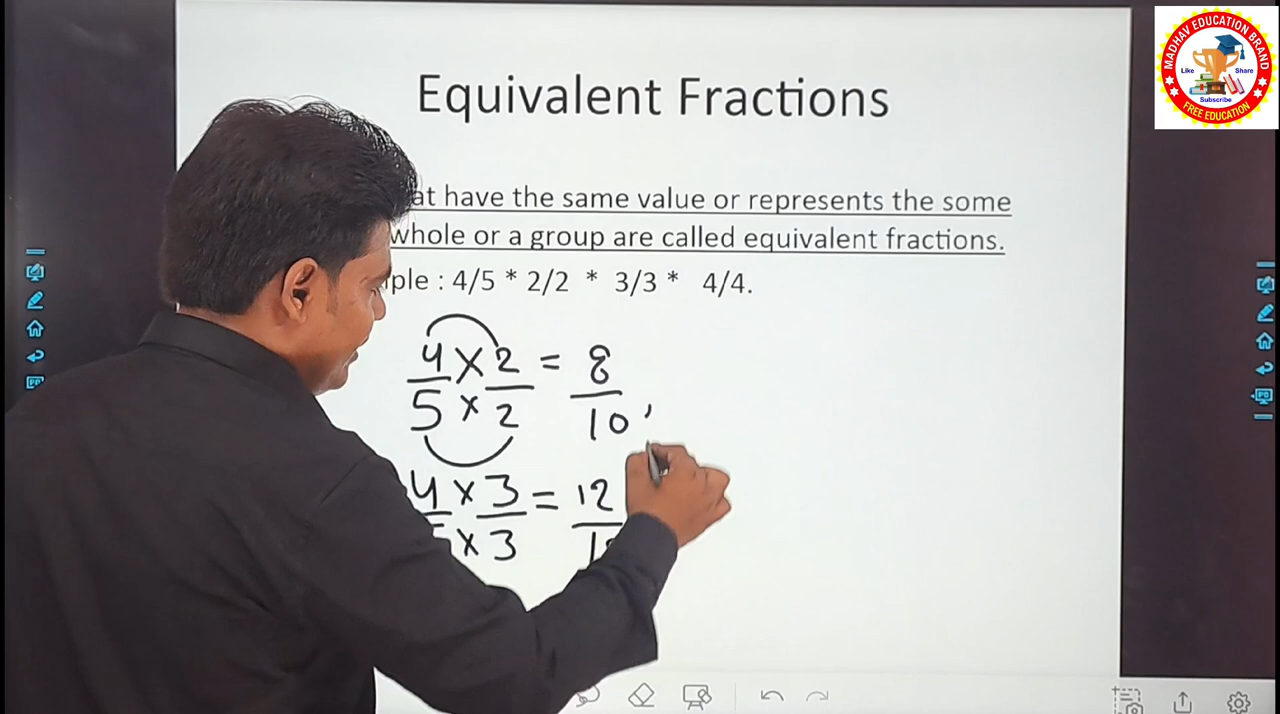 MADHAV EDUCATION BRAND
Like Share
Subscribe
FREE EDUCATION
Equivalent Fractions
have the same value or represents the some
whole or a group are called equivalent fractions.
: 4/5 * 2/2 * 3/3 * 4/4.
4 × 2 = 8
5 × 2 10,
4 × 3 = 12
× 3